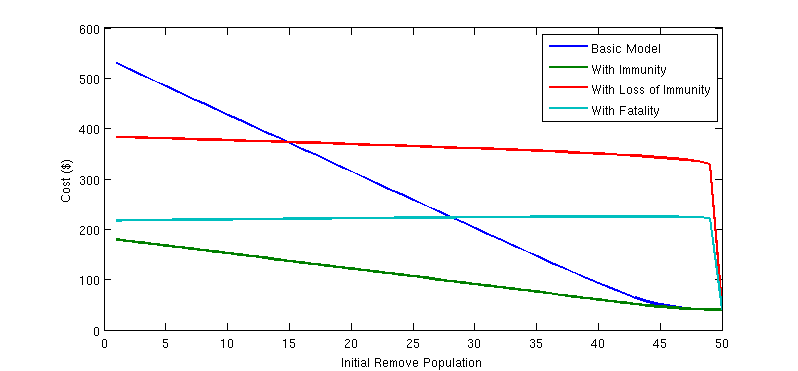 600
500
400
300
200
100
0
Cost ($)
Basic Model
With Immunity
With Loss of Immunity
With Fatality
0 5 10 15 20 25 30 35 40 45 50
Initial Remove Population